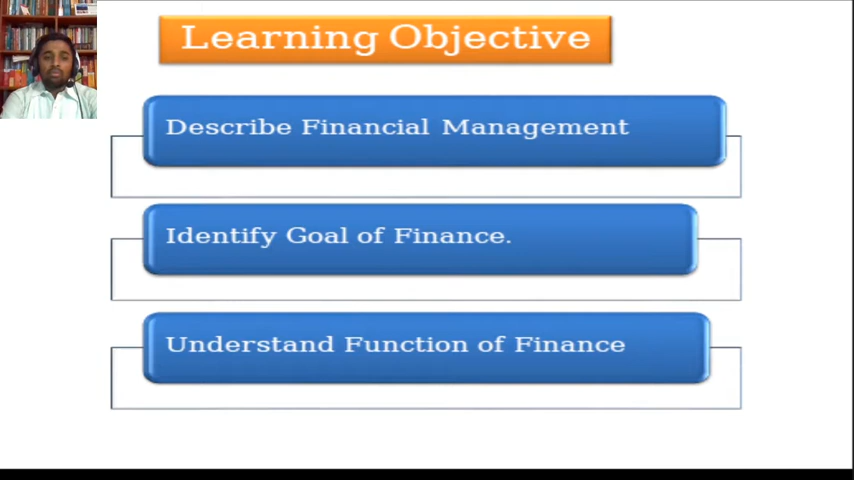 Learning Objective
Describe Financial Management
Identify Goal of Finance.
Understand Function of Finance